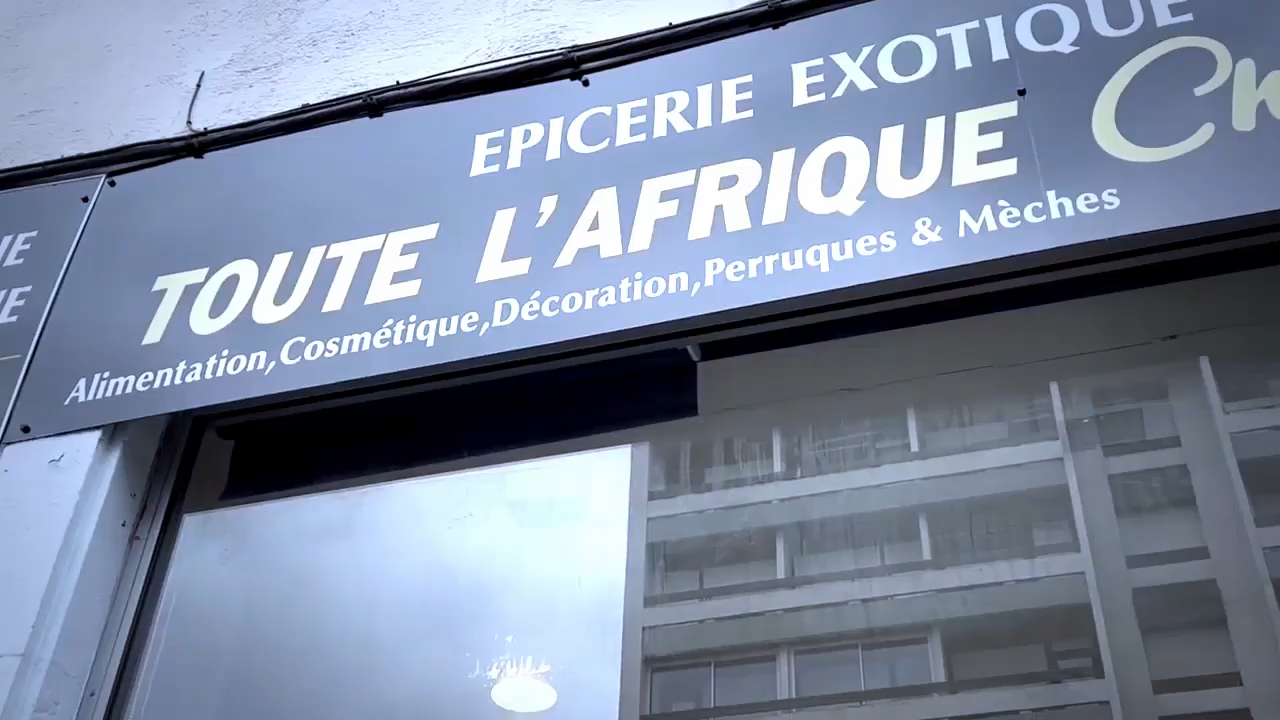 EPICERIE EXOTIQUE
TOUTE L'AFRIQUE
Alimentation,Cosmétique,Décoration,Perruques & Mèches